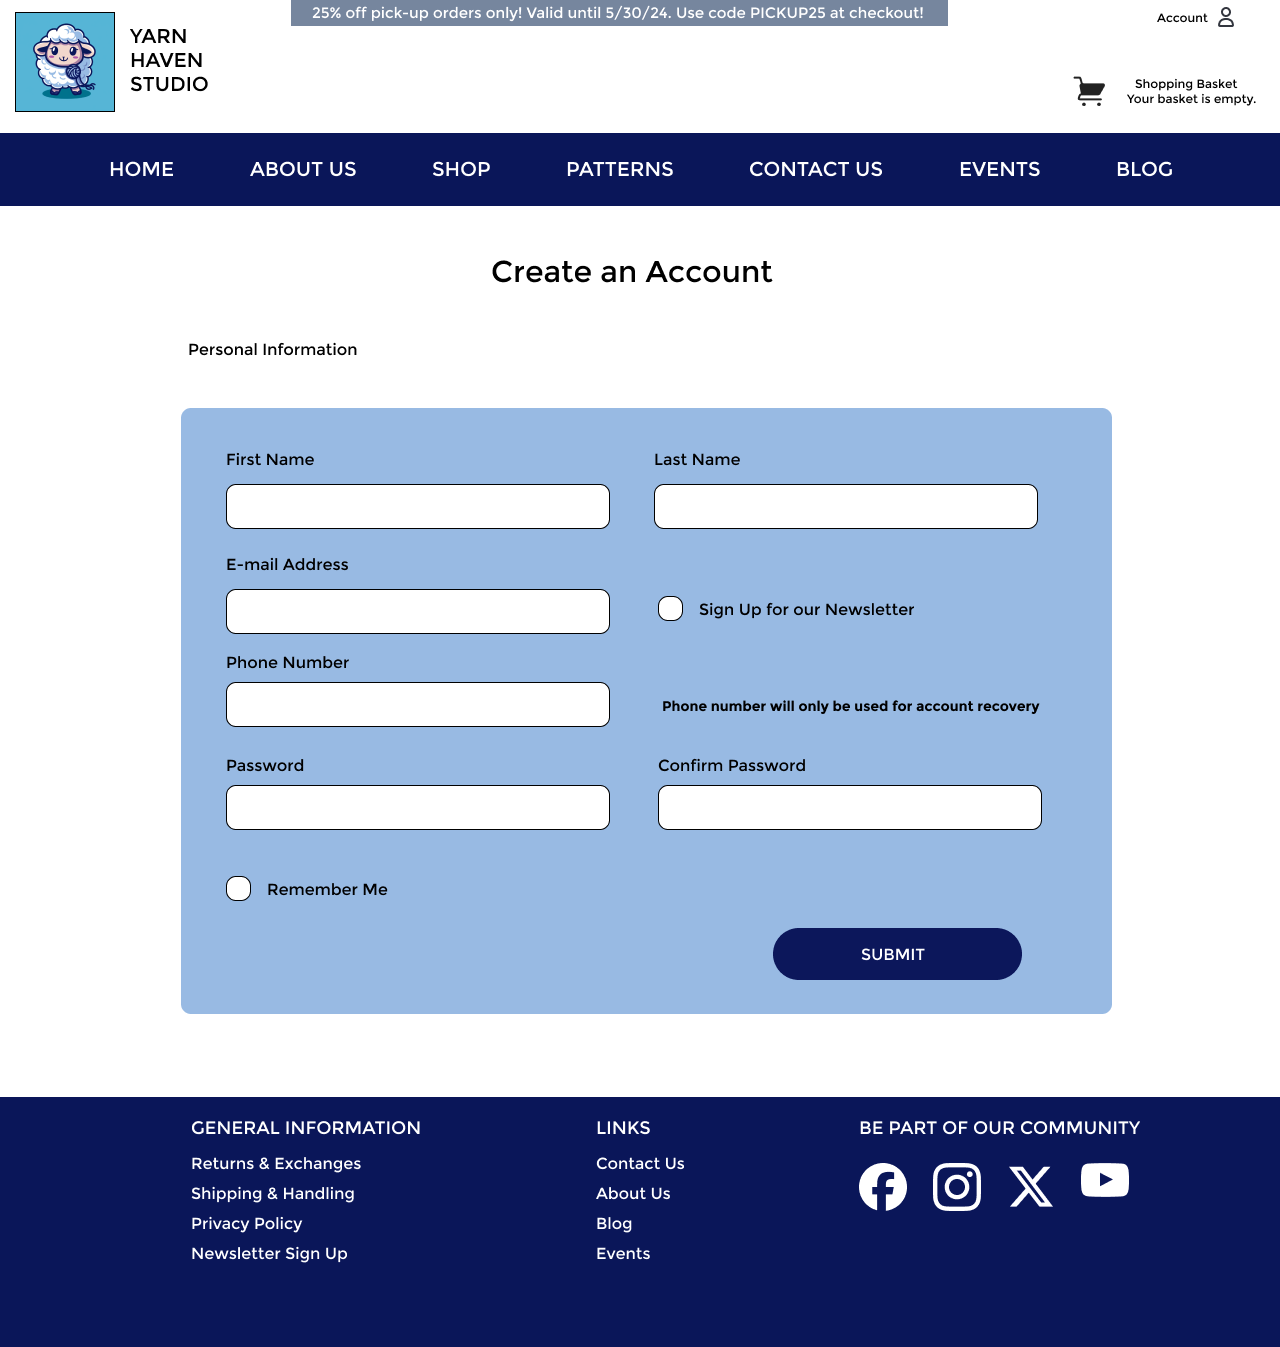 25% off pick-up orders only! Valid until 5/30/24. Use code PICKUP25 at checkout!
Account
YARN
HAVEN
STUDIO
Shopping Basket
Your basket is empty.
HOME ABOUT US SHOP PATTERNS CONTACT US EVENTS BLOG
Create an Account
Personal Information
First Name Last Name
E-mail Address
Sign Up for our Newsletter
Phone Number
Phone number will only be used for account recovery
Password Confirm Password
Remember Me
SUBMIT
GENERAL INFORMATION
Returns & Exchanges
Shipping & Handling
Privacy Policy
Newsletter Sign Up
LINKS
Contact Us
About Us
Blog
Events
BE PART OF OUR COMMUNITY